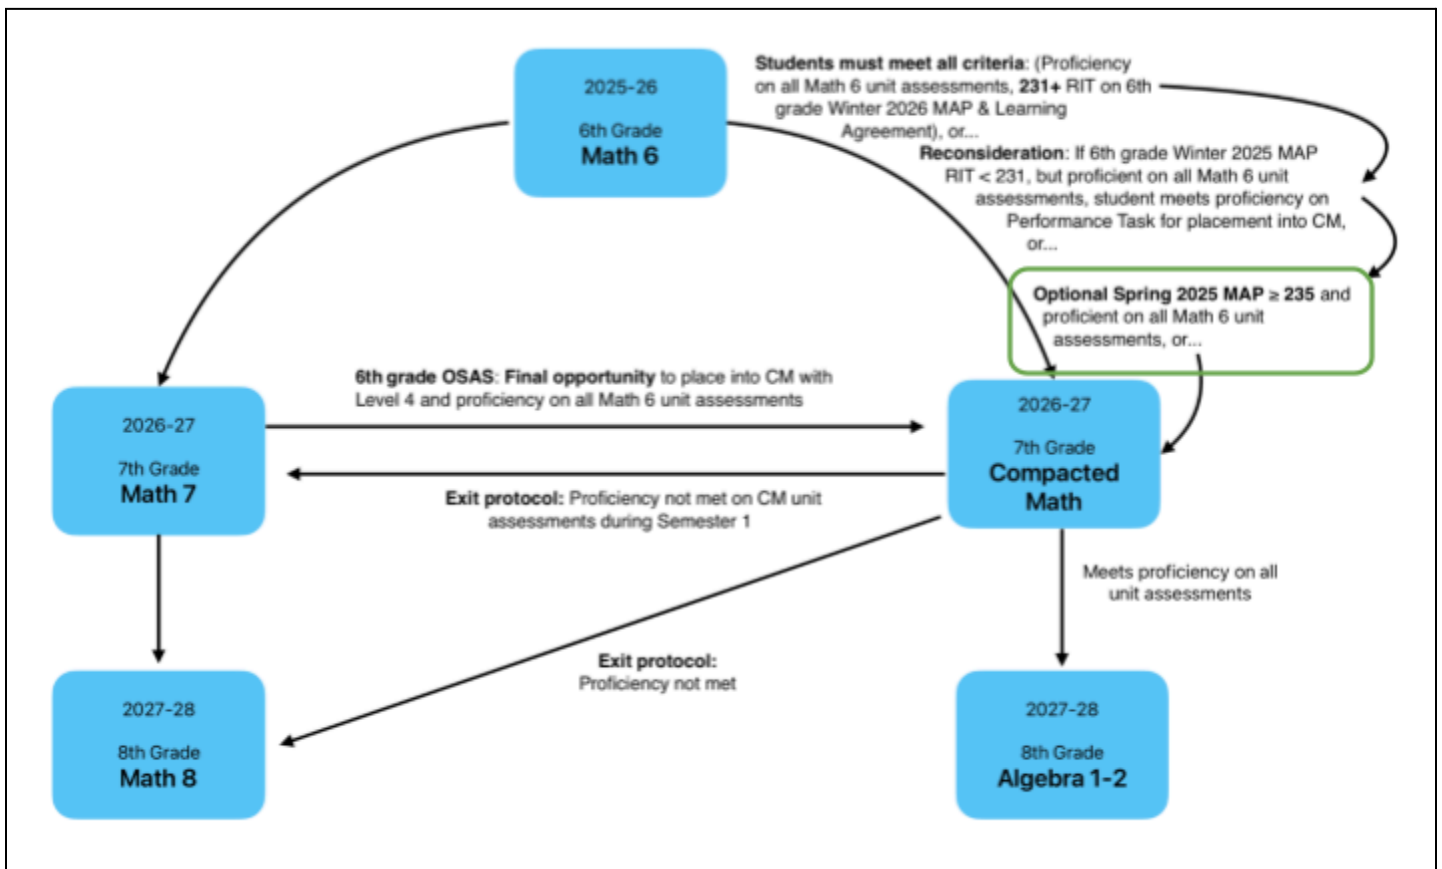 2025-26
6th Grade
Math 6
Students must meet all criteria: (Proficiency
on all Math 6 unit assessments, 231+ RIT on 6th
grade Winter 2026 MAP & Learning
Agreement), or...
Reconsideration: If 6th grade Winter 2025 MAP
RIT < 231, but proficient on all Math 6 unit
assessments, student meets proficiency on
Performance Task for placement into CM,
or...
Optional Spring 2025 MAP ≥ 235 and
proficient on all Math 6 unit
assessments, or...
6th grade OSAS: Final opportunity to place into CM with
Level 4 and proficiency on all Math 6 unit assessments
2026-27
7th Grade
Math 7
2026-27
7th Grade
Compacted
Math
Exit protocol: Proficiency not met on CM unit
assessments during Semester 1
Meets proficiency on all
unit assessments
Exit protocol:
Proficiency not met
2027-28
8th Grade
Math 8
2027-28
8th Grade
Algebra 1-2